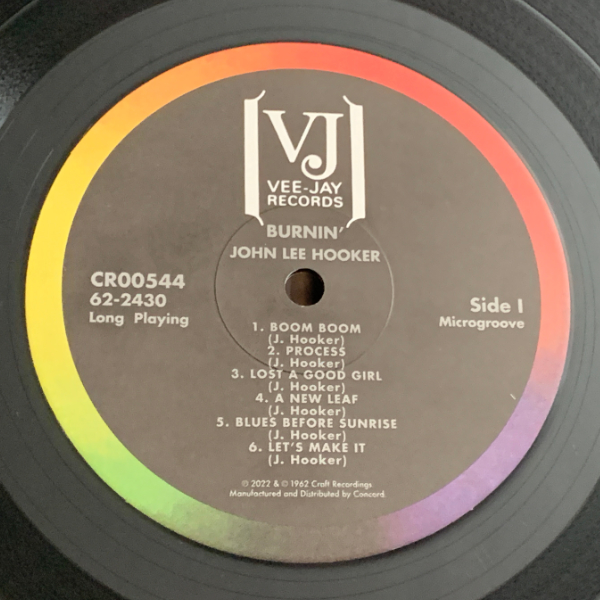 VJ
VEE-JAY
RECORDS
BURNIN'
JOHN LEE HOOKER
CR00544
62-2430
Long Playing
Side 1
Microgroove
1. BOOM BOOM
(J. Hooker)
2. PROCESS
(J. Hooker)
3. LOST A GOOD GIRL
(J. Hooker)
4. A NEW LEAF
(J. Hooker)
5. BLUES BEFORE SUNRISE
(J. Hooker)
6. LET'S MAKE IT
(J. Hooker)
℗ 2022 & © 1962 Craft Recordings.
Manufactured and Distributed by Concord.